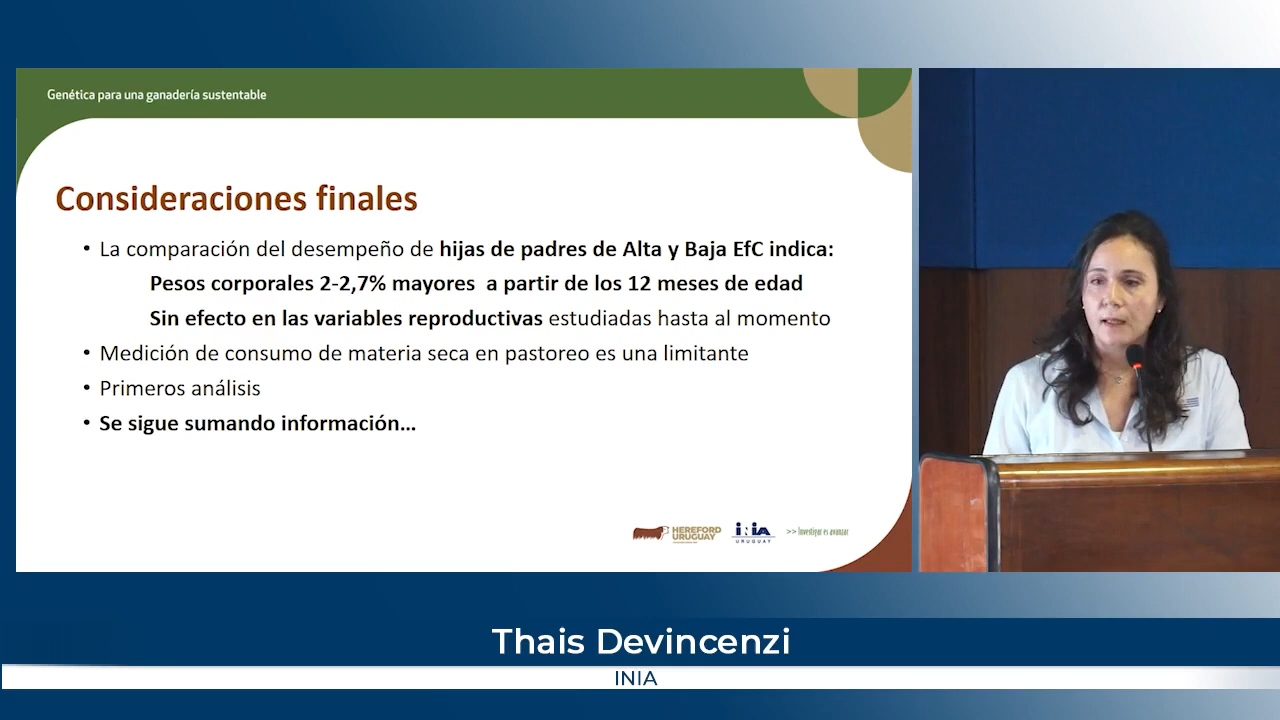 Genética para una ganadería sustentable
Consideraciones finales
• La comparación del desempeño de hijas de padres de Alta y Baja EfC indica:
Pesos corporales 2-2,7% mayores a partir de los 12 meses de edad
Sin efecto en las variables reproductivas estudiadas hasta al momento
• Medición de consumo de materia seca en pastoreo es una limitante
• Primeros análisis
• Se sigue sumando información...
HEREFORD
URUGUAY
INIA
URUGUAY
>> Investigar es avanzar
Thais Devincenzi
INIA